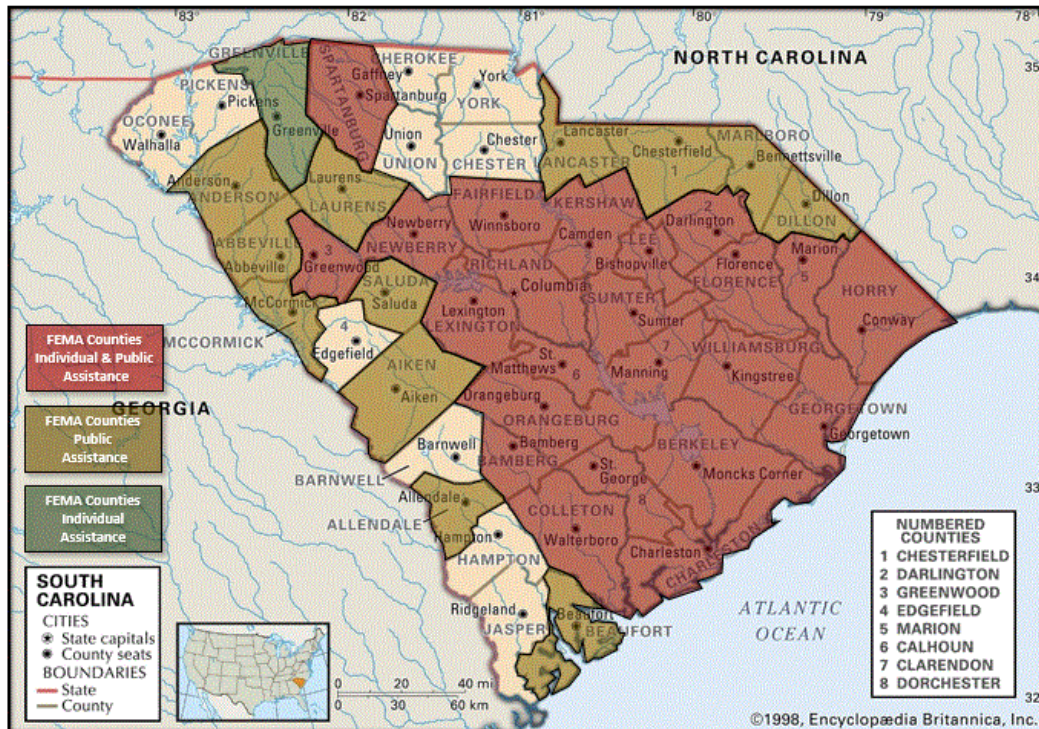 83°
82
81
80
79
78°
35
34
33
32
NORTH CAROLINA
GREENVILLE
SPARTANBURG
CHEROKEE
Gaffney
Spartanburg
York
YORK
PICKENS
Pickens
OCONEE
Walhalla
Greenville
Union
UNION
Chester
CHESTER
Lancaster
LANCASTER
Chesterfield
1
MARLBORO
Bennettsville
Dillon
DILLON
Anderson
ANDERSON
Laurens
LAURENS
FAIRFIELD
Winnsboro
KERSHAW
Camden
2
Darlington
LEE
Bishopville
Newberry
NEWBERRY
ABBEVILLE
Abbeville
3
Greenwood
Florence
FLORENCE
Marion
5
HORRY
Conway
RICHLAND
Columbia
SALUDA
Saluda
Lexington
LEXINGTON
SUMTER
Sumter
McCormick
MCCORMICK
4
Edgefield
AIKEN
Aiken
St.
Matthews
6
7
Manning
WILLIAMSBURG
Kingstree
GEORGETOWN
Georgetown
Orangeburg
ORANGEBURG
Barnwell
BARNWELL
Bamberg
BAMBERG
BERKELEY
Moncks Corner
St.
George
8
Allendale
ALLENDALE
COLLETON
Walterboro
Charleston
CHARLESTON
Hampton
HAMPTON
Ridgeland
JASPER
Beaufort
BEAUFORT
GEORGIA
ATLANTIC
OCEAN
FEMA Counties
Individual & Public
Assistance
FEMA Counties
Public
Assistance
FEMA Counties
Individual
Assistance
SOUTH
CAROLINA
CITIES
State capitals
County seats
BOUNDARIES
State
County
0 20 40 mi
0 30 60 km
NUMBERED
COUNTIES
1 CHESTERFIELD
2 DARLINGTON
3 GREENWOOD
4 EDGEFIELD
5 MARION
6 CALHOUN
7 CLARENDON
8 DORCHESTER
©1998, Encyclopædia Britannica, Inc.